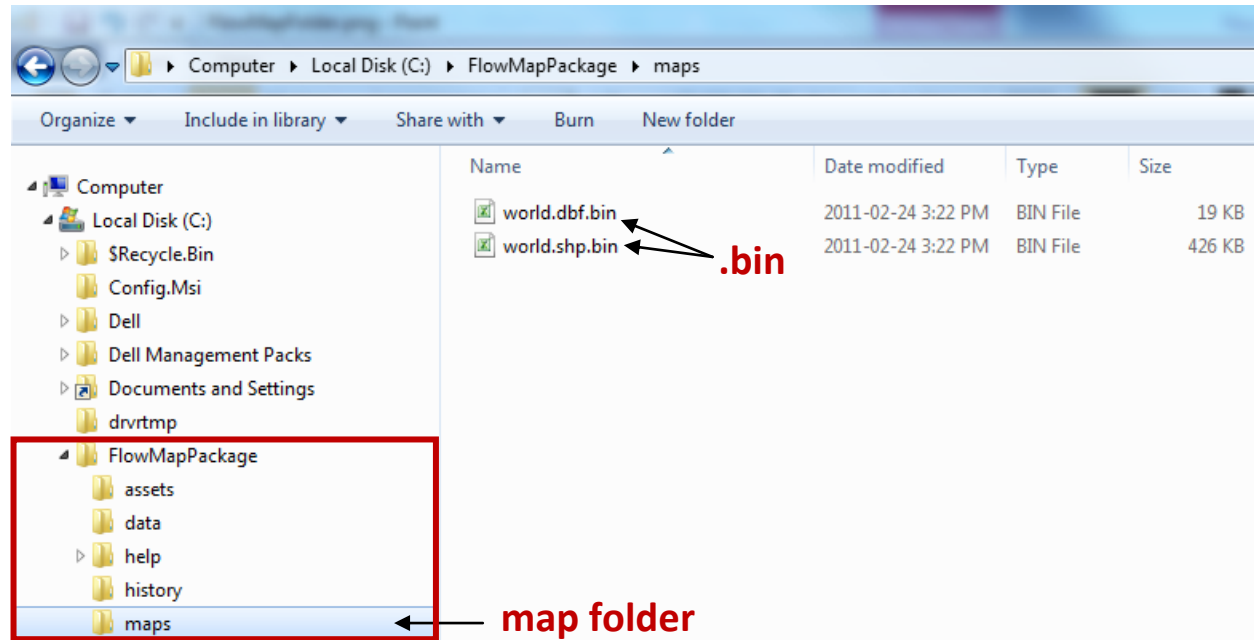 Computer ▸ Local Disk (C:) ▸ FlowMapPackage ▸ maps
Organize ▾ Include in library ▾ Share with ▾ Burn New folder
Name Date modified Type Size
Computer
Local Disk (C:)
$Recycle.Bin
Config.Msi
Dell
Dell Management Packs
Documents and Settings
drvrtmp
FlowMapPackage
assets
data
help
history
maps
world.dbf.bin 2011-02-24 3:22 PM BIN File 19 KB
world.shp.bin 2011-02-24 3:22 PM BIN File 426 KB
.bin
map folder